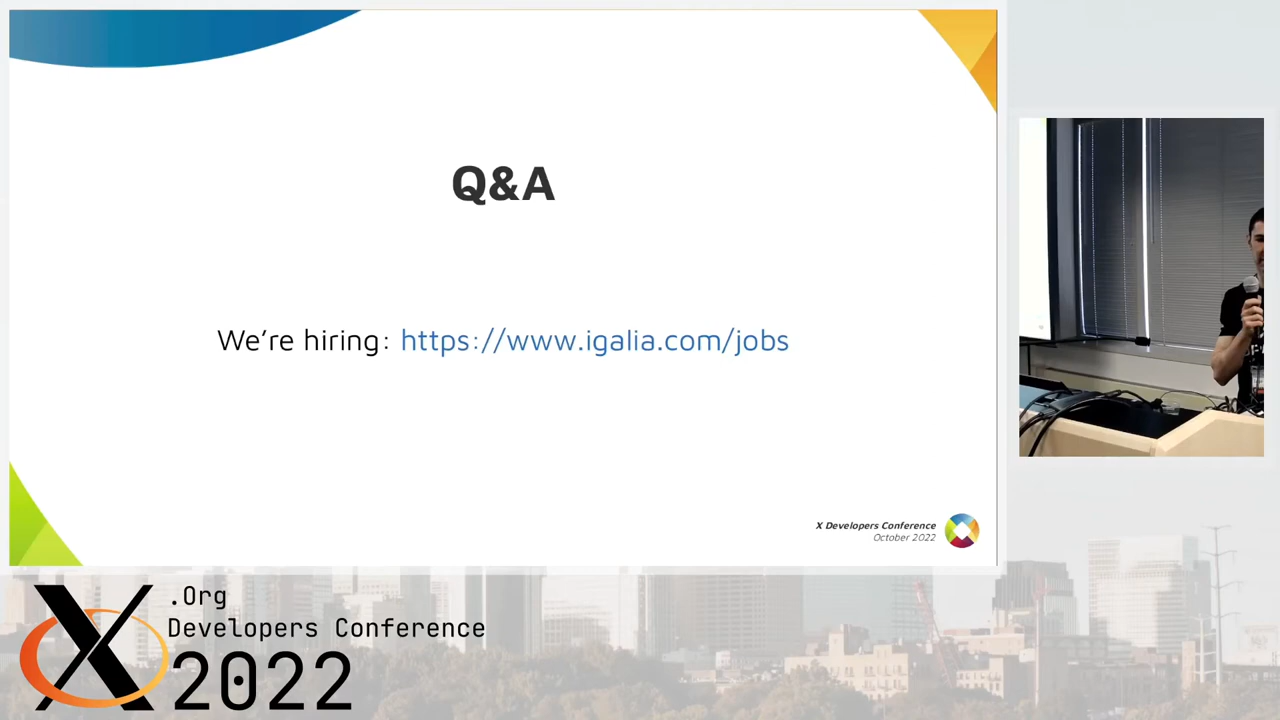 Q&A
We're hiring: https://www.igalia.com/jobs
X Developers Conference
October 2022
.Org
Developers Conference
2022